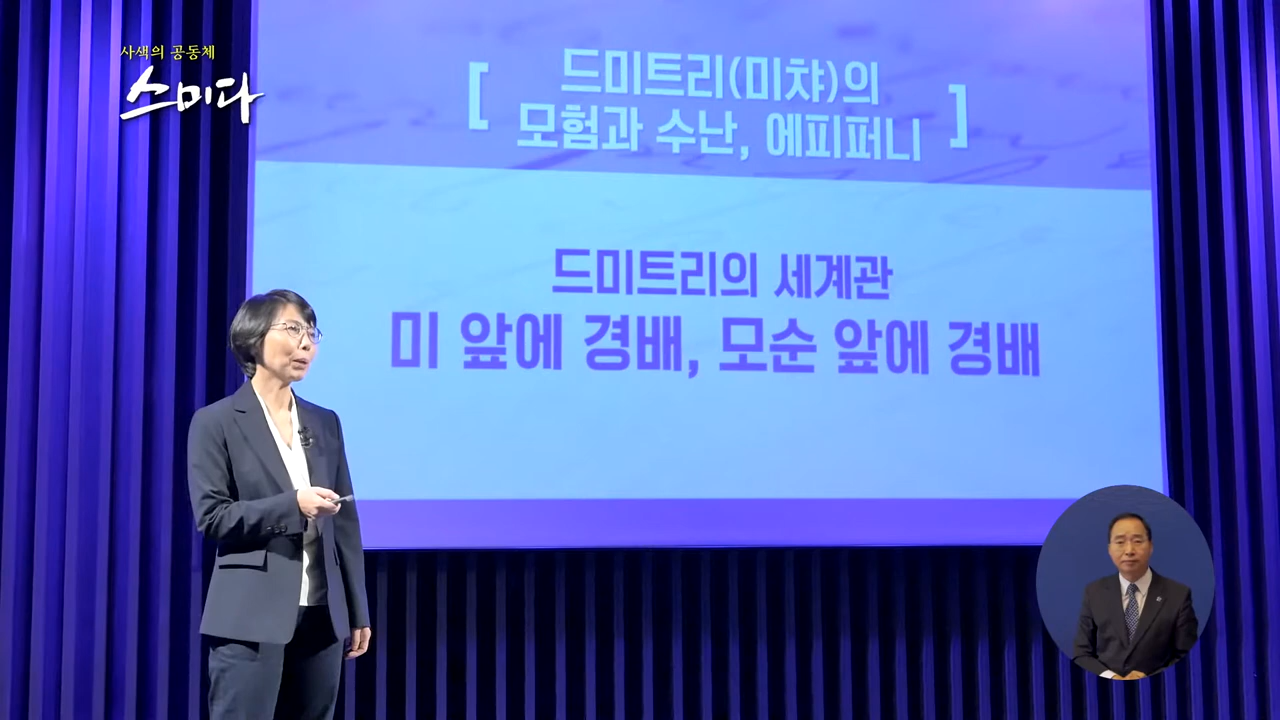 사색의 공동체
스미다
[ 드미트리(미챠)의
모험과 수난, 에피퍼니 ]
드미트리의 세계관
미 앞에 경배, 모순 앞에 경배